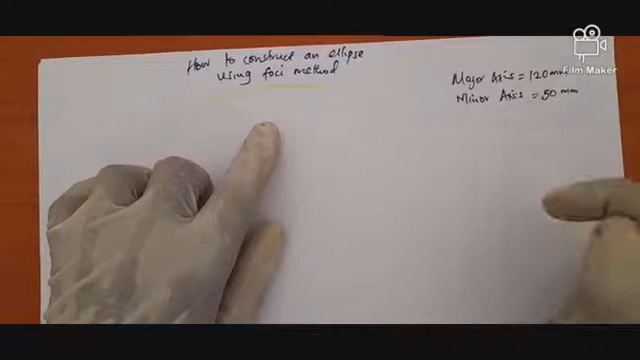 How to construct an ellipse
using foci method
Major Axis = 120 mm
Minor Axis = 50 mm
Film Maker